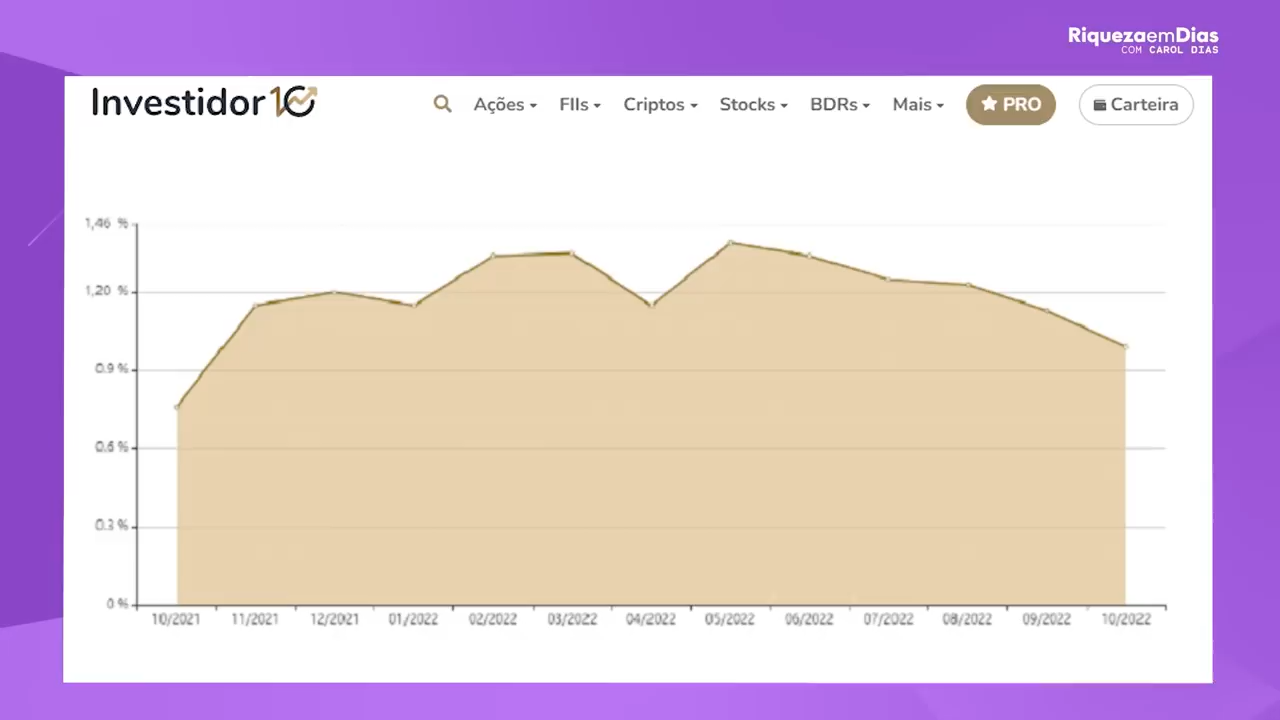 RiquezaemDias
COM CAROL DIAS
Investidor 10
Ações
FIIs
Criptos
Stocks
BDRs
Mais
PRO
Carteira
1,46 %
1,20 %
0.9 %
0.6 %
0.3 %
0 %
10/2021
11/2021
12/2021
01/2022
02/2022
03/2022
04/2022
05/2022
06/2022
07/2022
08/2022
09/2022
10/2022